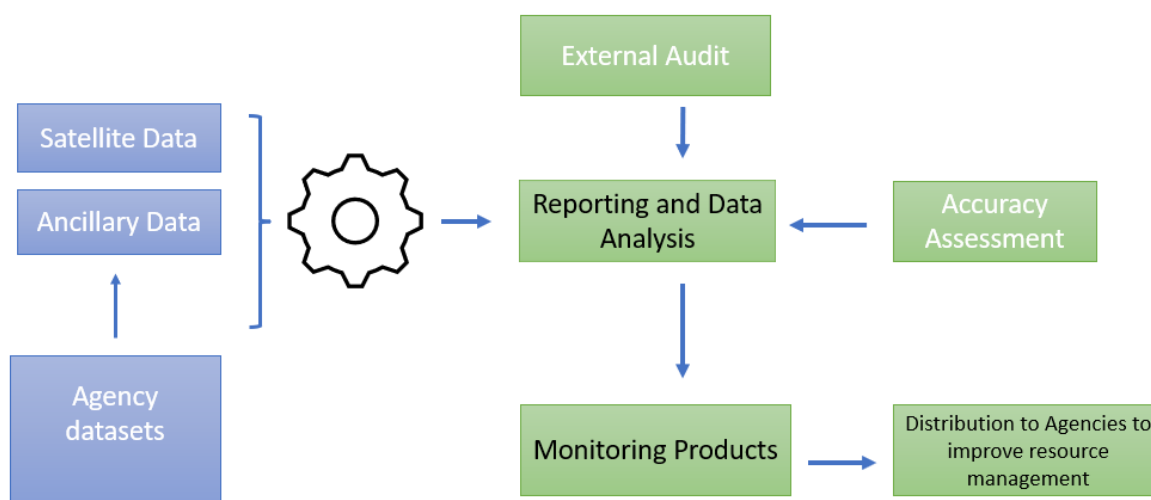 External Audit
Satellite Data
Ancillary Data
Reporting and Data
Analysis
Accuracy
Assessment
Agency
datasets
Monitoring Products
Distribution to Agencies to
improve resource
management